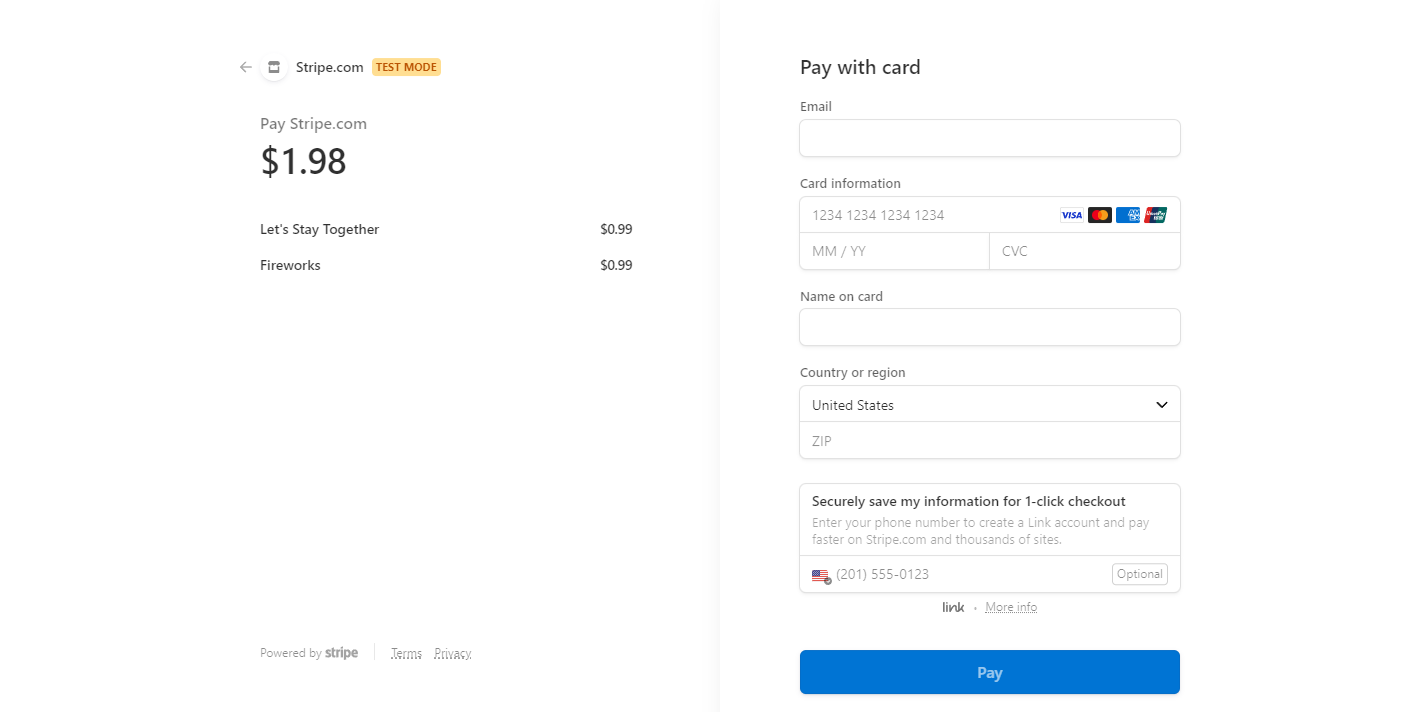 Stripe.com TEST MODE
Pay Stripe.com
$1.98
Let's Stay Together $0.99
Fireworks $0.99
Powered by stripe Terms Privacy
Pay with card
Email
Card information
1234 1234 1234 1234 VISA
MM / YY CVC
Name on card
Country or region
United States
ZIP
Securely save my information for 1-click checkout
Enter your phone number to create a Link account and pay
faster on Stripe.com and thousands of sites.
(201) 555-0123 Optional
link • More info
Pay